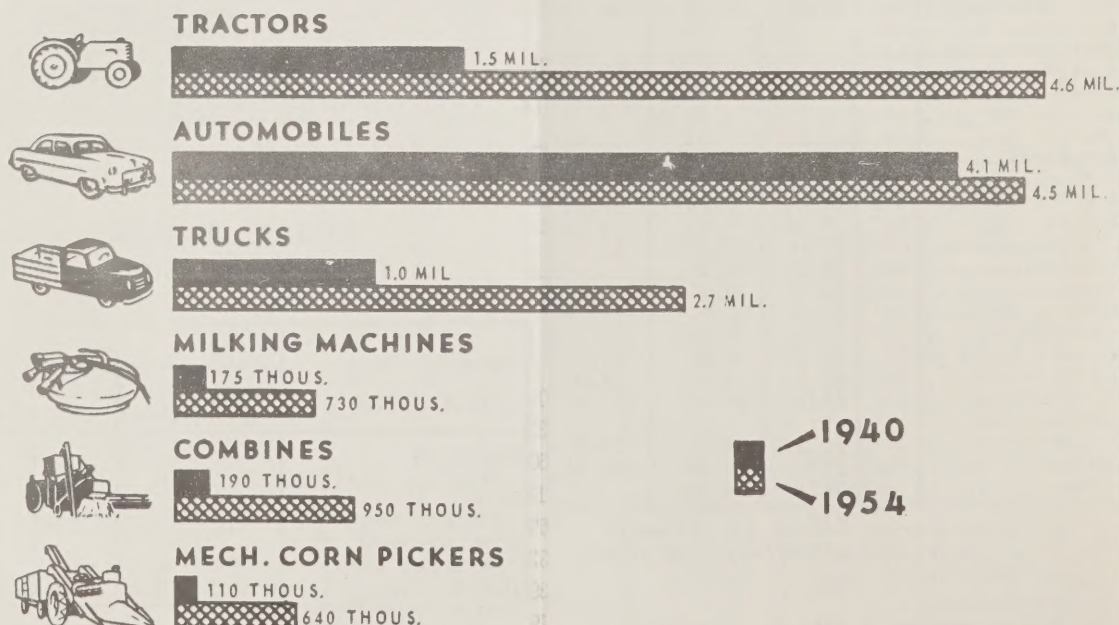 TRACTORS
1.5 MIL.
4.6 MIL.
AUTOMOBILES
4.1 MIL.
4.5 MIL.
TRUCKS
1.0 MIL
2.7 MIL.
MILKING MACHINES
175 THOUS.
730 THOUS.
COMBINES
190 THOUS.
950 THOUS.
1940
1954
MECH. CORN PICKERS
110 THOUS.
640 THOUS.